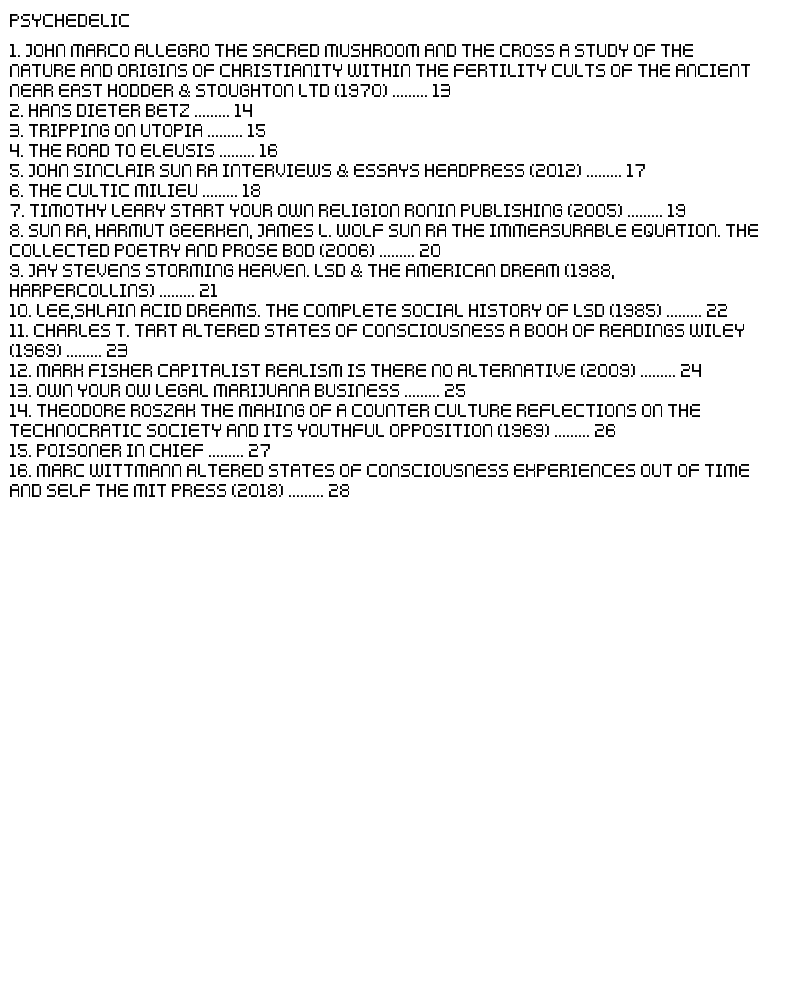 PSYCHEDELIC
1. JOHN MARCO ALLEGRO THE SACRED MUSHROOM AND THE CROSS A STUDY OF THE
NATURE AND ORIGINS OF CHRISTIANITY WITHIN THE FERTILITY CULTS OF THE ANCIENT
NEAR EAST HODDER & STOUGHTON LTD (1970) ......... 13
2. HANS DIETER BETZ ......... 14
3. TRIPPING ON UTOPIA ......... 15
4. THE ROAD TO ELEUSIS ......... 16
5. JOHN SINCLAIR SUN RA INTERVIEWS & ESSAYS HEADPRESS (2012) ......... 17
6. THE CULTIC MILIEU ......... 18
7. TIMOTHY LEARY START YOUR OWN RELIGION RONIN PUBLISHING (2005) ......... 19
8. SUN RA, HARMUT GEERKEN, JAMES L. WOLF SUN RA THE IMMEASURABLE EQUATION. THE
COLLECTED POETRY AND PROSE BOD (2006) ......... 20
9. JAY STEVENS STORMING HEAVEN. LSD & THE AMERICAN DREAM (1988,
HARPERCOLLINS) ......... 21
10. LEE,SHLAIN ACID DREAMS. THE COMPLETE SOCIAL HISTORY OF LSD (1985) ......... 22
11. CHARLES T. TART ALTERED STATES OF CONSCIOUSNESS A BOOK OF READINGS WILEY
(1969) ......... 23
12. MARK FISHER CAPITALIST REALISM IS THERE NO ALTERNATIVE (2009) ......... 24
13. OWN YOUR OW LEGAL MARIJUANA BUSINESS ......... 25
14. THEODORE ROSZAK THE MAKING OF A COUNTER CULTURE REFLECTIONS ON THE
TECHNOCRATIC SOCIETY AND ITS YOUTHFUL OPPOSITION (1969) ......... 26
15. POISONER IN CHIEF ......... 27
16. MARC WITTMANN ALTERED STATES OF CONSCIOUSNESS EXPERIENCES OUT OF TIME
AND SELF THE MIT PRESS (2018) ......... 28